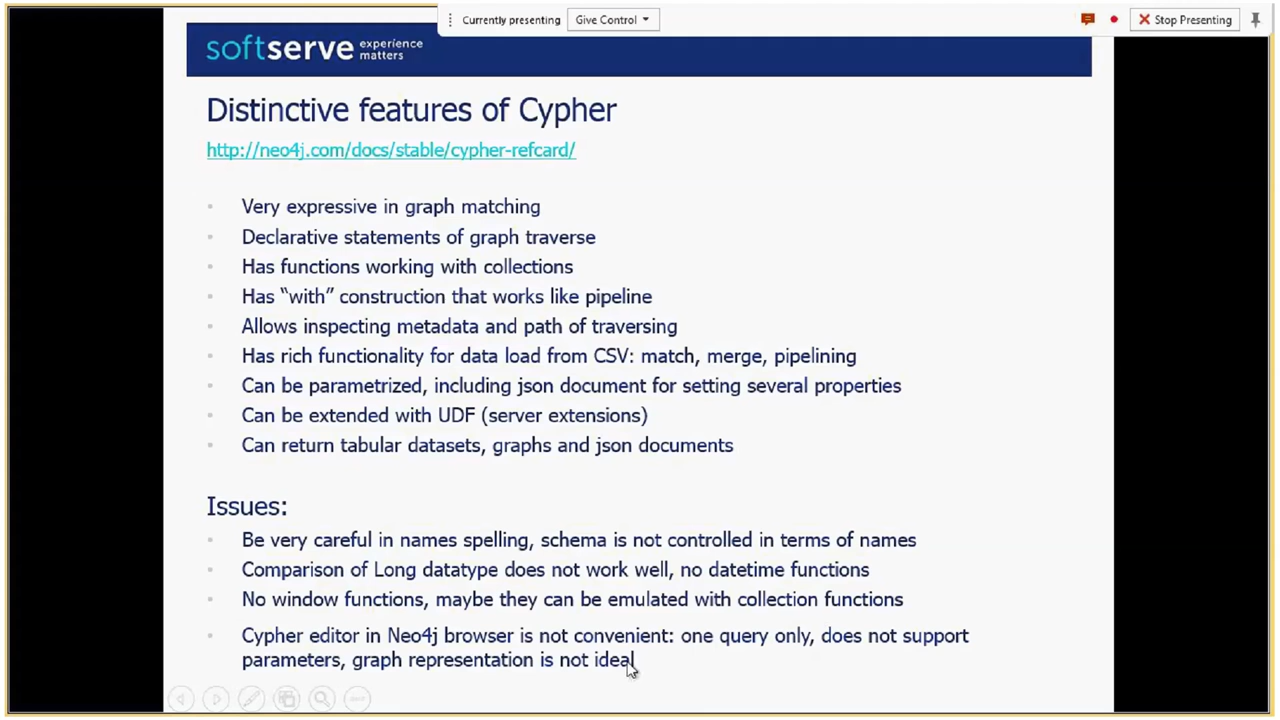 Currently presenting Give Control Stop Presenting
softserve experience matters
Distinctive features of Cypher
http://neo4j.com/docs/stable/cypher-refcard/
Very expressive in graph matching
Declarative statements of graph traverse
Has functions working with collections
Has “with” construction that works like pipeline
Allows inspecting metadata and path of traversing
Has rich functionality for data load from CSV: match, merge, pipelining
Can be parametrized, including json document for setting several properties
Can be extended with UDF (server extensions)
Can return tabular datasets, graphs and json documents
Issues:
Be very careful in names spelling, schema is not controlled in terms of names
Comparison of Long datatype does not work well, no datetime functions
No window functions, maybe they can be emulated with collection functions
Cypher editor in Neo4j browser is not convenient: one query only, does not support
parameters, graph representation is not ideal